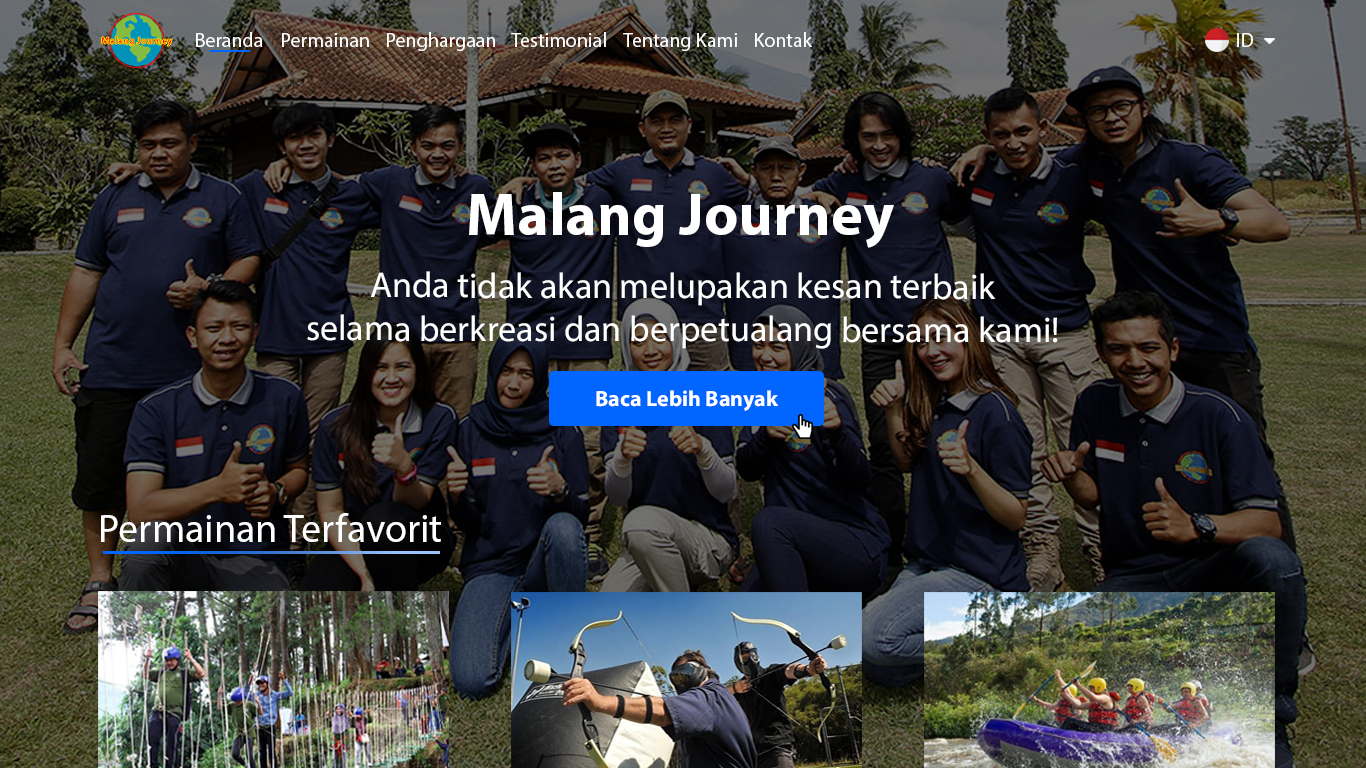 Malang Journey
Beranda Permainan Penghargaan Testimonial Tentang Kami Kontak
ID
Malang Journey
Anda tidak akan melupakan kesan terbaik
selama berkreasi dan berpetualang bersama kami!
Baca Lebih Banyak
Permainan Terfavorit